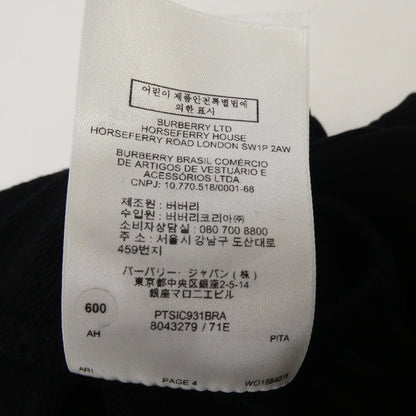 어린이 제품안전특별법에
의한 표시
BURBERRY LTD
HORSEFERRY HOUSE
HORSEFERRY ROAD LONDON SW1P 2AW
BURBERRY BRASIL COMÉRCIO
DE ARTIGOS DE VESTUÁRIO E
ACESSÓRIOS LTDA.
CNPJ: 10.770.518/0001-68
제조원 : 버버리
수입원 : 버버리코리아㈜
소비자상담실 : 080 700 8800
주소 : 서울시 강남구 도산대로
459번지
バーバリー・ジャパン(株)
東京都中央区銀座2-5-14
銀座マロニエビル
600
PTSIC931BRA
8043279 / 71E
AH
PITA
ARI
PAGE 4